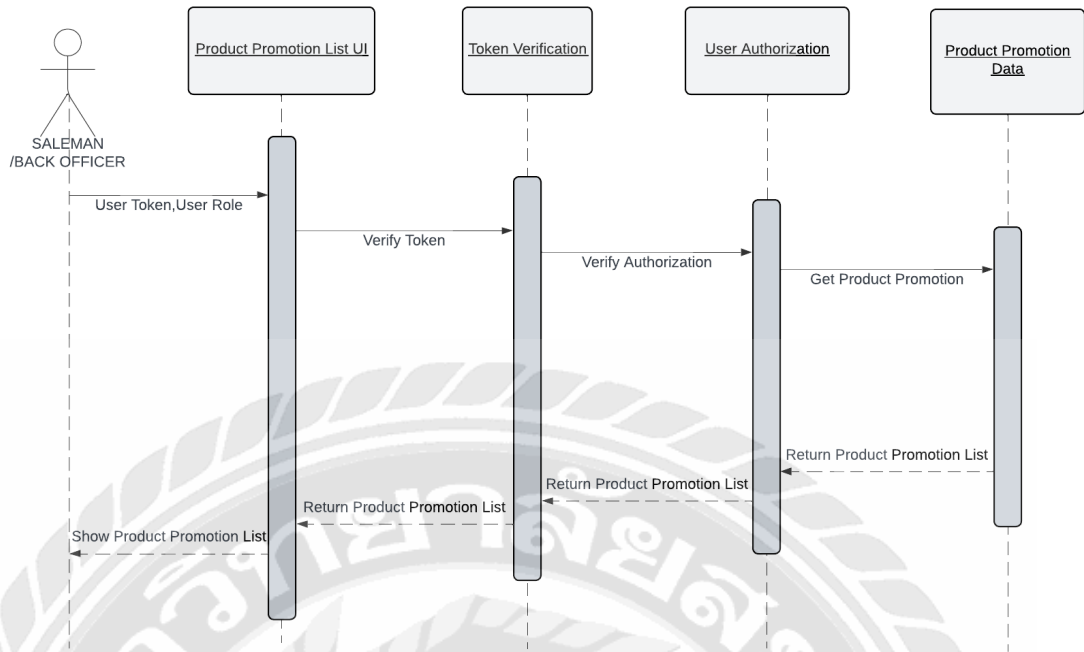 Product Promotion List UI
Token Verification
User Authorization
Product Promotion
Data
SALEMAN
/BACK OFFICER
User Token,User Role
Verify Token
Verify Authorization
Get Product Promotion
Return Product Promotion List
Return Product Promotion List
Return Product Promotion List
Show Product Promotion List